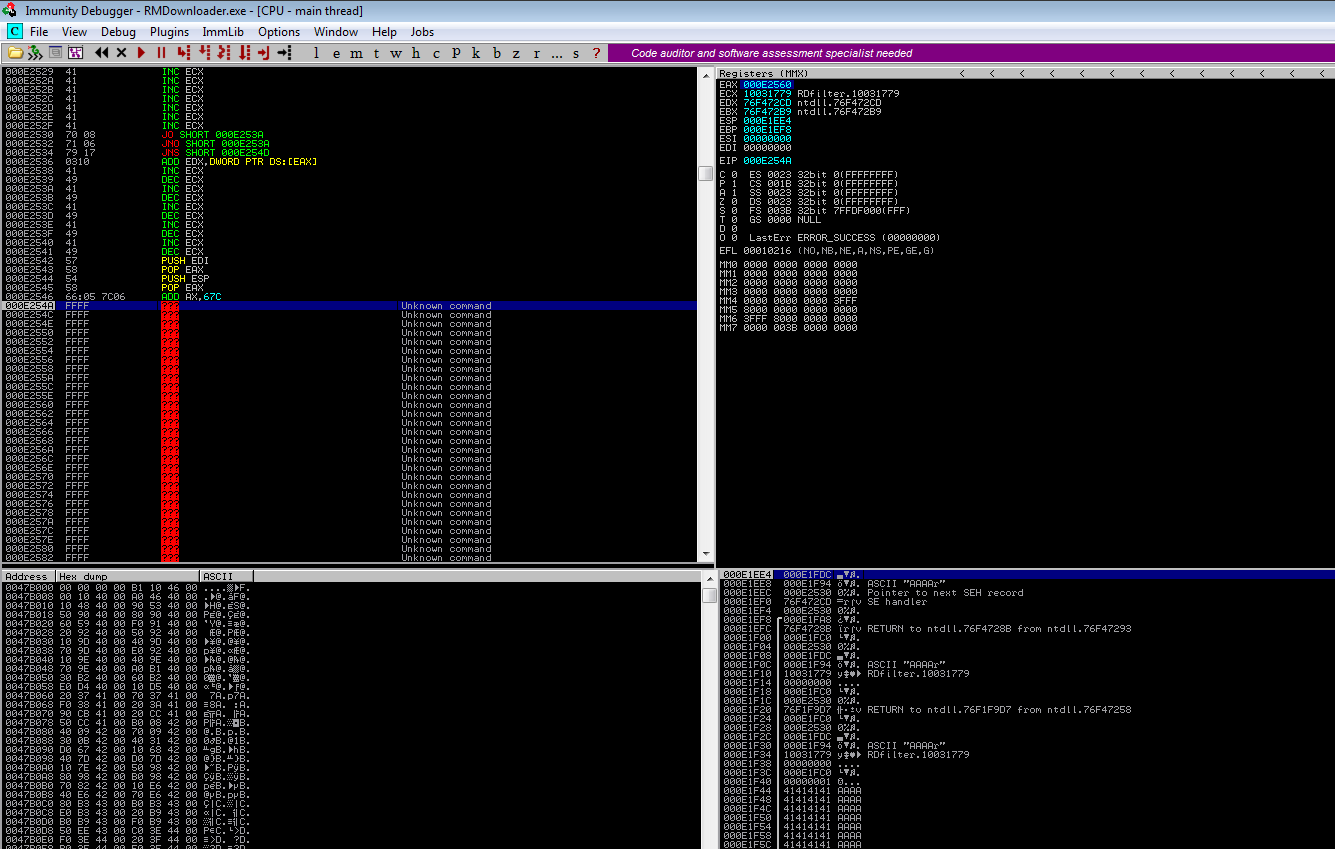 Immunity Debugger - RMDownloader.exe - [CPU - main thread]
C File View Debug Plugins ImmLib Options Window Help Jobs
l e m t w h c P k b z r ... s ?
Code auditor and software assessment specialist needed
000E2529 41 INC ECX
000E252A 41 INC ECX
000E252B 41 INC ECX
000E252C 41 INC ECX
000E252D 41 INC ECX
000E252E 41 INC ECX
000E252F 41 INC ECX
000E2530 70 08 JO SHORT 000E253A
000E2532 71 06 JNO SHORT 000E253A
000E2534 79 17 JNS SHORT 000E254D
000E2536 0310 ADD EDX,DWORD PTR DS:[EAX]
000E2538 41 INC ECX
000E2539 49 DEC ECX
000E253A 41 INC ECX
000E253B 49 DEC ECX
000E253C 41 INC ECX
000E253D 49 DEC ECX
000E253E 41 INC ECX
000E253F 49 DEC ECX
000E2540 41 INC ECX
000E2541 49 DEC ECX
000E2542 57 PUSH EDI
000E2543 58 POP EAX
000E2544 54 PUSH ESP
000E2545 58 POP EAX
000E2546 66:05 7C06 ADD AX,67C
000E254A FFFF ??? Unknown command
000E254C FFFF ??? Unknown command
000E254E FFFF ??? Unknown command
000E2550 FFFF ??? Unknown command
000E2552 FFFF ??? Unknown command
000E2554 FFFF ??? Unknown command
000E2556 FFFF ??? Unknown command
000E2558 FFFF ??? Unknown command
000E255A FFFF ??? Unknown command
000E255C FFFF ??? Unknown command
000E255E FFFF ??? Unknown command
000E2560 FFFF ??? Unknown command
000E2562 FFFF ??? Unknown command
000E2564 FFFF ??? Unknown command
000E2566 FFFF ??? Unknown command
000E2568 FFFF ??? Unknown command
000E256A FFFF ??? Unknown command
000E256C FFFF ??? Unknown command
000E256E FFFF ??? Unknown command
000E2570 FFFF ??? Unknown command
000E2572 FFFF ??? Unknown command
000E2574 FFFF ??? Unknown command
000E2576 FFFF ??? Unknown command
000E2578 FFFF ??? Unknown command
000E257A FFFF ??? Unknown command
000E257C FFFF ??? Unknown command
000E257E FFFF ??? Unknown command
000E2580 FFFF ??? Unknown command
000E2582 FFFF ??? Unknown command
Registers (MMX) < < < < < < < < < < < < <
EAX 000E2560
ECX 10031779 RDfilter.10031779
EDX 76F472CD ntdll.76F472CD
EBX 76F472B9 ntdll.76F472B9
ESP 000E1EE4
EBP 000E1EF8
ESI 00000000
EDI 00000000
EIP 000E254A
C 0 ES 0023 32bit 0(FFFFFFFF)
P 1 CS 001B 32bit 0(FFFFFFFF)
A 1 SS 0023 32bit 0(FFFFFFFF)
Z 0 DS 0023 32bit 0(FFFFFFFF)
S 0 FS 003B 32bit 7FFDF000(FFF)
T 0 GS 0000 NULL
D 0
O 0 LastErr ERROR_SUCCESS (00000000)
EFL 00010216 (NO,NB,NE,A,NS,PE,GE,G)
MM0 0000 0000 0000 0000
MM1 0000 0000 0000 0000
MM2 0000 0000 0000 0000
MM3 0000 0000 0000 0000
MM4 0000 0000 0000 3FFF
MM5 8000 0000 0000 0000
MM6 3FFF 8000 0000 0000
MM7 0000 003B 0000 0000
Address Hex dump ASCII
0047B000 00 00 00 00 B1 10 46 00
0047B008 00 10 40 00 A0 46 40 00
0047B010 10 48 40 00 90 53 40 00
0047B018 50 90 40 00 80 90 40 00
0047B020 60 59 40 00 F0 91 40 00
0047B028 20 92 40 00 50 92 40 00
0047B030 10 9D 40 00 40 9D 40 00
0047B038 70 9D 40 00 E0 92 40 00
0047B040 10 9E 40 00 40 9E 40 00
0047B048 70 9E 40 00 A0 B1 40 00
0047B050 30 B2 40 00 60 B2 40 00
0047B058 E0 D4 40 00 10 D5 40 00
0047B060 20 37 41 00 70 37 41 00
0047B068 F0 38 41 00 20 3A 41 00
0047B070 90 CB 41 00 20 CC 41 00
0047B078 50 CC 41 00 B0 08 42 00
0047B080 40 09 42 00 70 09 42 00
0047B088 30 0B 42 00 40 31 42 00
0047B090 D0 67 42 00 10 68 42 00
0047B098 40 7D 42 00 D0 7D 42 00
0047B0A0 10 7E 42 00 50 98 42 00
0047B0A8 80 98 42 00 B0 98 42 00
0047B0B0 70 82 42 00 10 E6 42 00
0047B0B8 40 E6 42 00 70 E6 42 00
0047B0C0 80 B3 43 00 B0 B3 43 00
0047B0C8 E0 B3 43 00 20 B9 43 00
0047B0D0 B0 B9 43 00 F0 B9 43 00
0047B0D8 50 EE 43 00 C0 3E 44 00
0047B0E0 F0 3E 44 00 20 3F 44 00
000E1EE4 000E1FDC
000E1EE8 000E1F94 ASCII "AAAAr"
000E1EEC 000E2530 0%. Pointer to next SEH record
000E1EF0 76F472CD SE handler
000E1EF4 000E2530 0%.
000E1EF8 000E1FA8
000E1EFC 76F4728B RETURN to ntdll.76F4728B from ntdll.76F47293
000E1F00 000E1FC0
000E1F04 000E2530 0%.
000E1F08 000E1FDC
000E1F0C 000E1F94 ASCII "AAAAr"
000E1F10 10031779 RDfilter.10031779
000E1F14 00000000 ....
000E1F18 000E1FC0
000E1F1C 000E2530 0%.
000E1F20 76F1F9D7 RETURN to ntdll.76F1F9D7 from ntdll.76F47258
000E1F24 000E1FC0
000E1F28 000E2530 0%.
000E1F2C 000E1FDC
000E1F30 000E1F94 ASCII "AAAAr"
000E1F34 10031779 RDfilter.10031779
000E1F38 00000000 ....
000E1F3C 000E1FC0
000E1F40 00000001
000E1F44 41414141 AAAA
000E1F48 41414141 AAAA
000E1F4C 41414141 AAAA
000E1F50 41414141 AAAA
000E1F54 41414141 AAAA
000E1F58 41414141 AAAA
000E1F5C 41414141 AAAA